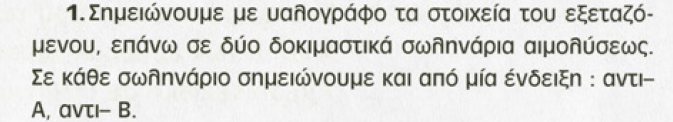 1. Σημειώνουμε με υαλογράφο τα στοιχεία του εξεταζό-
μενου, επάνω σε δύο δοκιμαστικά σωληνάρια αιμολύσεως.
Σε κάθε σωληνάριο σημειώνουμε και από μία ένδειξη : αντι–
Α, αντι– Β.